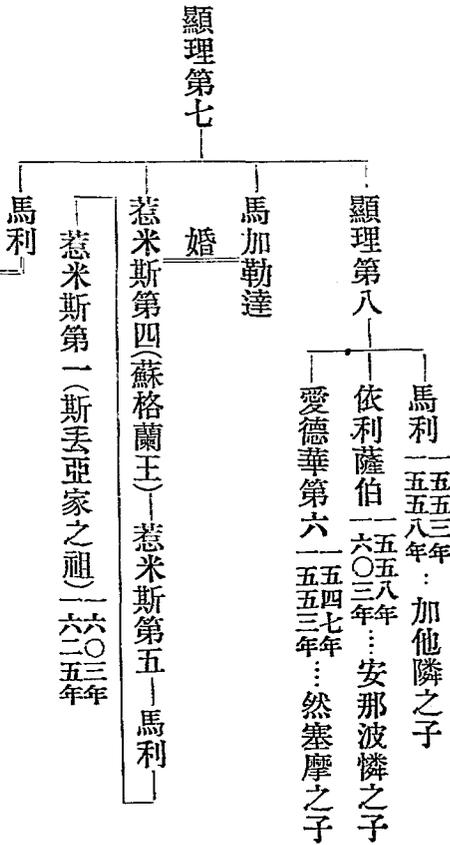 顯理第七
顯理第八
馬利 一五五三年 一五五八年…加他隣之子
依利薩伯 一五五八年 一六〇三年…安那波憐之子
愛德華第六 一五四七年 一五五三年…然塞摩之子
馬加勒達
婚
惹米斯第四(蘇格蘭王)—惹米斯第五—馬利
惹米斯第一(斯丟亞家之祖)一六〇三年 一六二五年
馬利